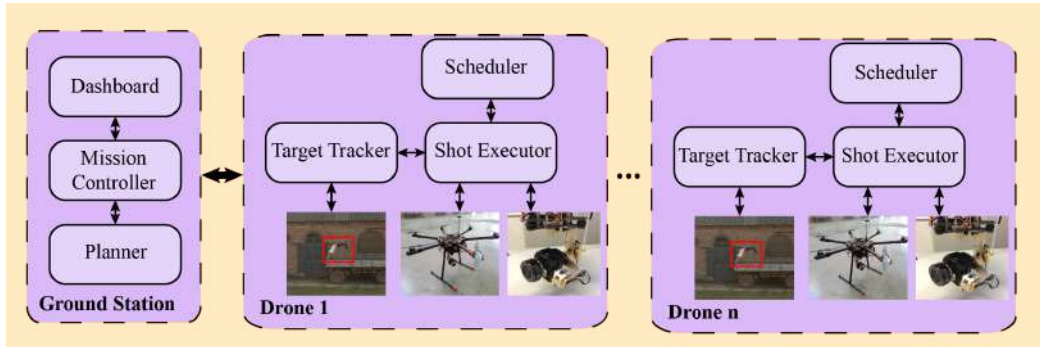 Dashboard
Mission
Controller
Planner
Ground Station
Scheduler
Target Tracker
Shot Executor
Drone 1
...
Scheduler
Target Tracker
Shot Executor
Drone n